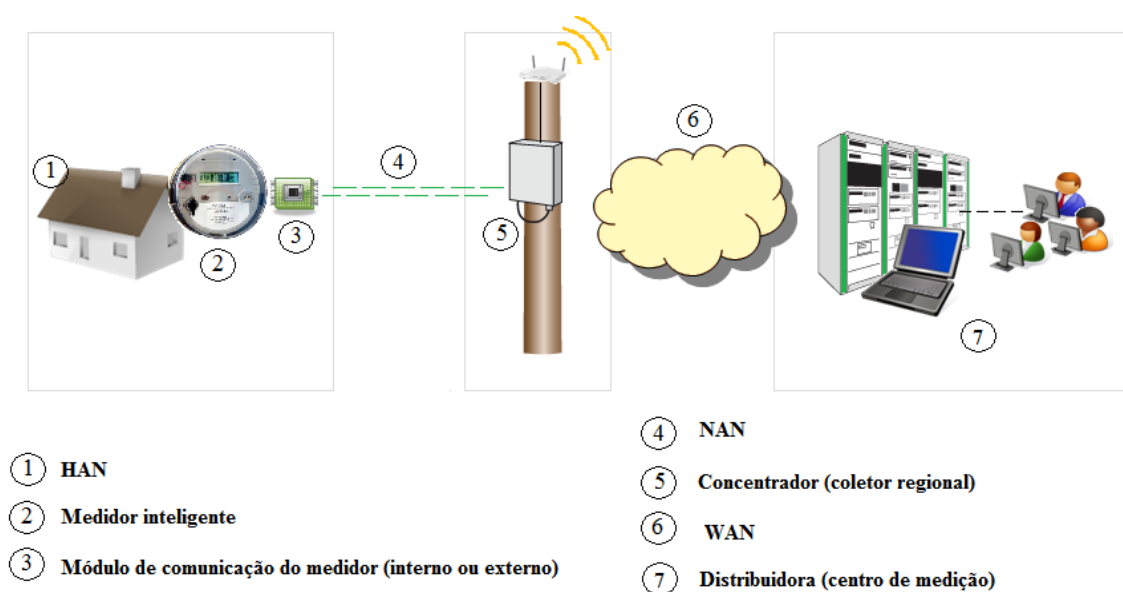 1
2
3
4
5
6
7
1 HAN
2 Medidor inteligente
3 Módulo de comunicação do medidor (interno ou externo)
4 NAN
5 Concentrador (coletor regional)
6 WAN
7 Distribuidora (centro de medição)